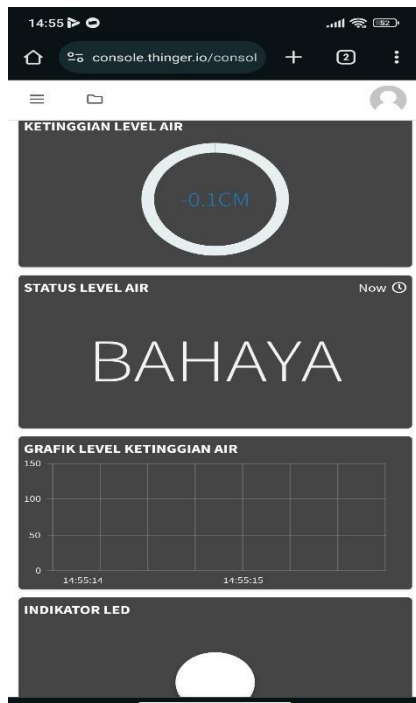 14:55
52
console.thinger.io/consol
2
KETINGGIAN LEVEL AIR
-0.1CM
STATUS LEVEL AIR
Now
BAHAYA
GRAFIK LEVEL KETINGGIAN AIR
150
100
50
0
14:55:14 14:55:15
INDIKATOR LED